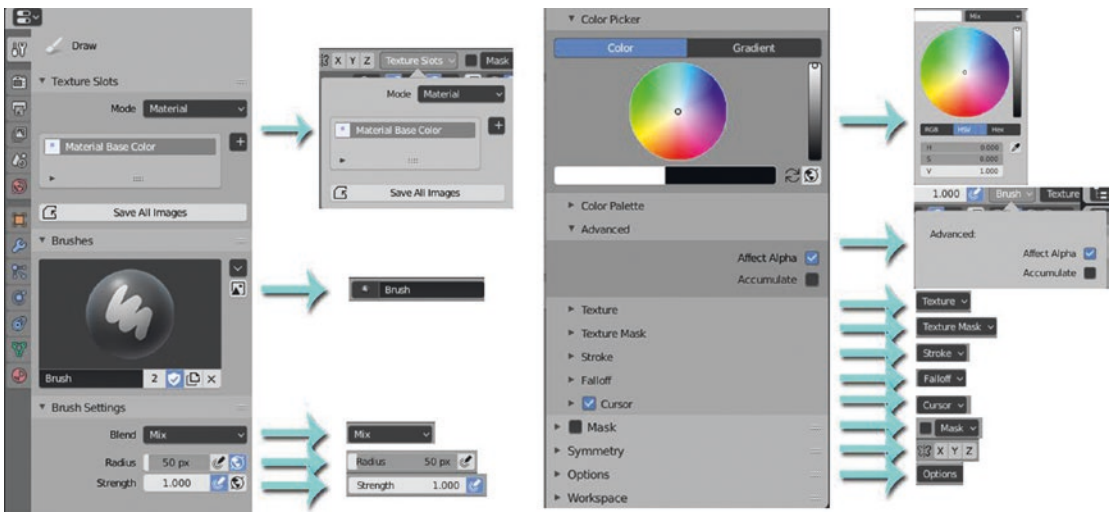 Draw
Texture Slots
Mode Material
Material Base Color
Save All Images
Brushes
Brush 2
Brush Settings
Blend Mix
Radius 50 px
Strength 1.000
X Y Z Texture Slots Mask
Mode Material
Material Base Color
Save All Images
Brush
Mix
Radius 50 px
Strength 1.000
Color Picker
Color Gradient
Color Palette
Advanced
Affect Alpha
Accumulate
Texture
Texture Mask
Stroke
Falloff
Cursor
Mask
Symmetry
Options
Workspace
Mix
RGB HSV Hex
H 0.000
S 0.000
V 1.000
1.000 Brush Texture
Advanced:
Affect Alpha
Accumulate
Texture
Texture Mask
Stroke
Falloff
Cursor
Mask
X Y Z
Options